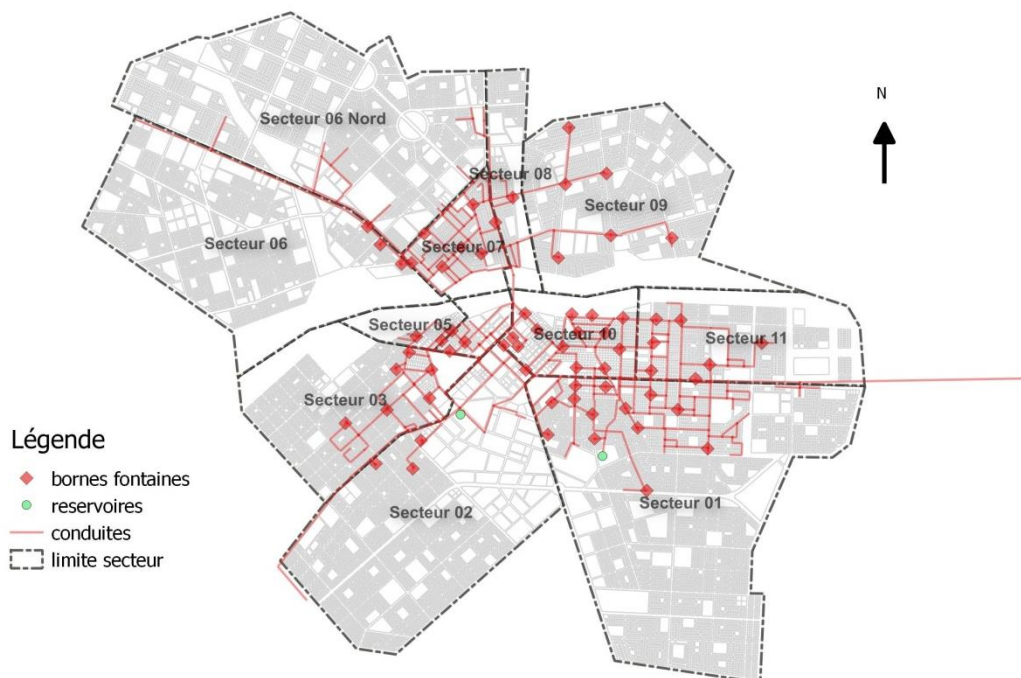 N
Secteur 06 Nord
Secteur 08
Secteur 09
Secteur 06
Secteur 07
Secteur 05
Secteur 10
Secteur 11
Secteur 03
Secteur 02
Secteur 01
Légende
bornes fontaines
reservoires
conduites
limite secteur